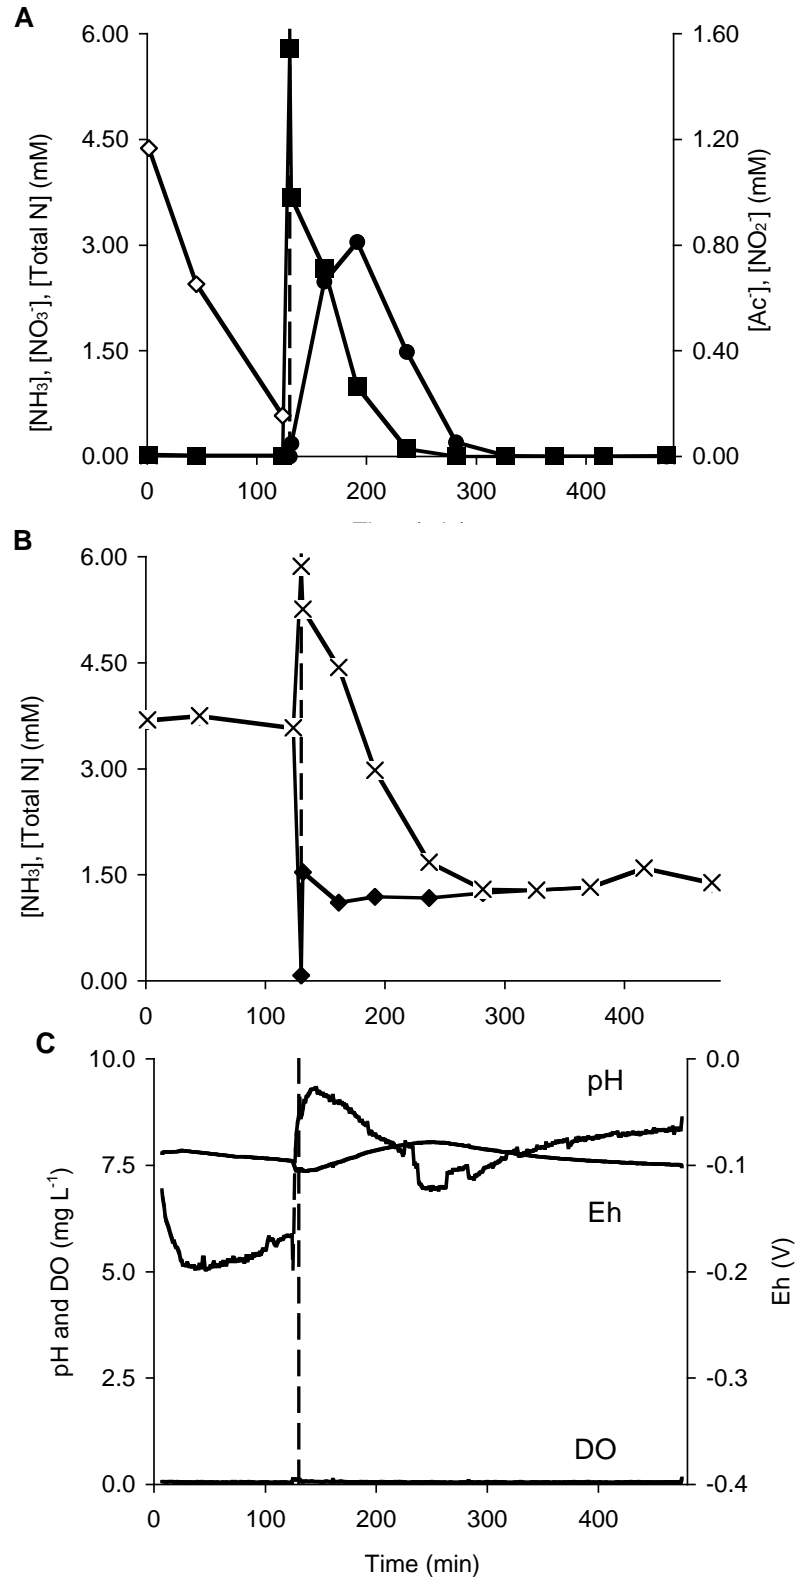 A
6.00 1.60
4.50 1.20
3.00 0.80
1.50 0.40
0.00 0.00
0 100 200 300 400
[NH3], [NO3-], [Total N] (mM)
[Ac-], [NO2-] (mM)
B
6.00
4.50
3.00
1.50
0.00
0 100 200 300 400
[NH3], [Total N] (mM)
C
10.0 0.0
7.5 -0.1
5.0 -0.2
2.5 -0.3
0.0 -0.4
0 100 200 300 400
pH
Eh
DO
pH and DO (mg L-1)
Eh (V)
Time (min)